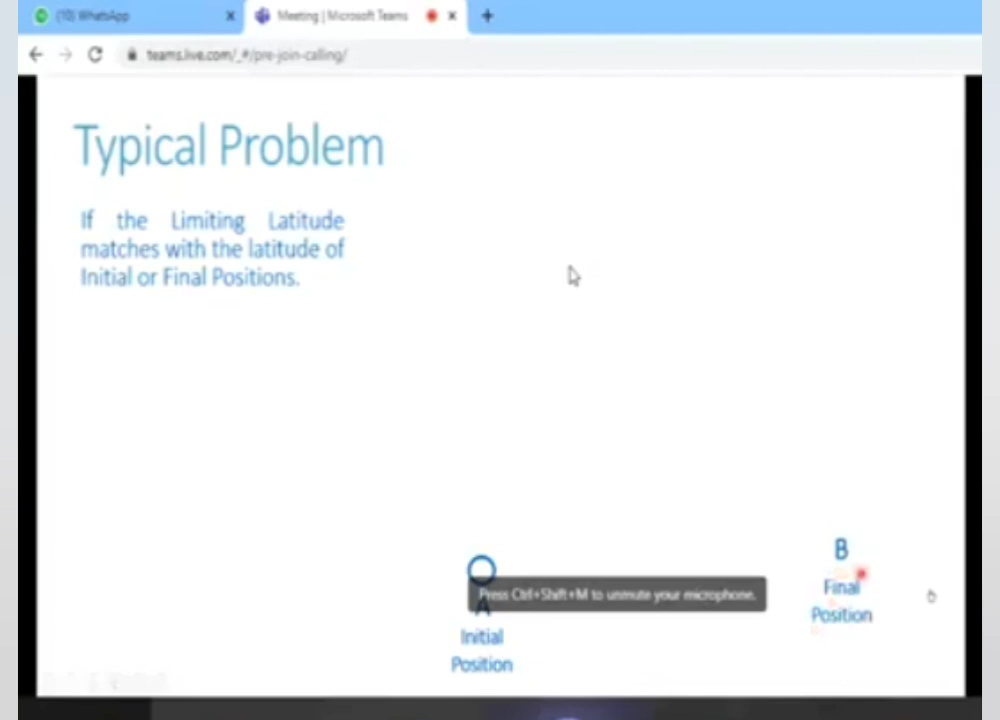 (10) WhatsApp
Meeting | Microsoft Teams
teams.live.com/_#/pre-join-calling/
Typical Problem
If the Limiting Latitude
matches with the latitude of
Initial or Final Positions.
B
Final
Position
Press Ctrl+Shift+M to unmute your microphone.
A
Initial
Position